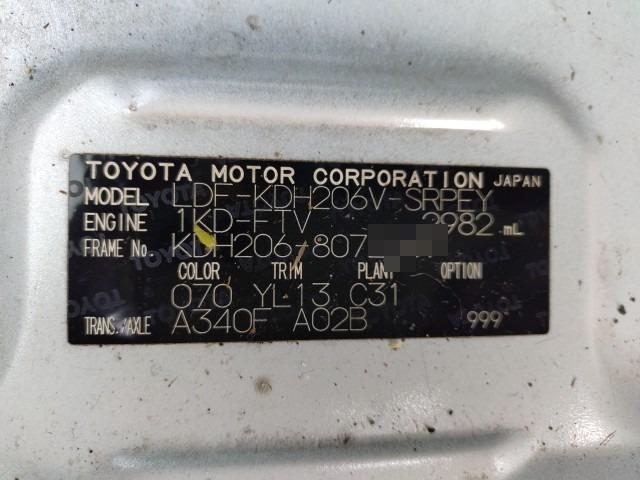 TOYOTA MOTOR CORPORATION JAPAN
MODEL LDF-KDH206V-SRPEY
ENGINE 1KD-FTV 2982 mL
FRAME No. KDH206-807
COLOR TRIM PLANT OPTION
070 YL13 C31
TRANS./AXLE A340F A02B 999